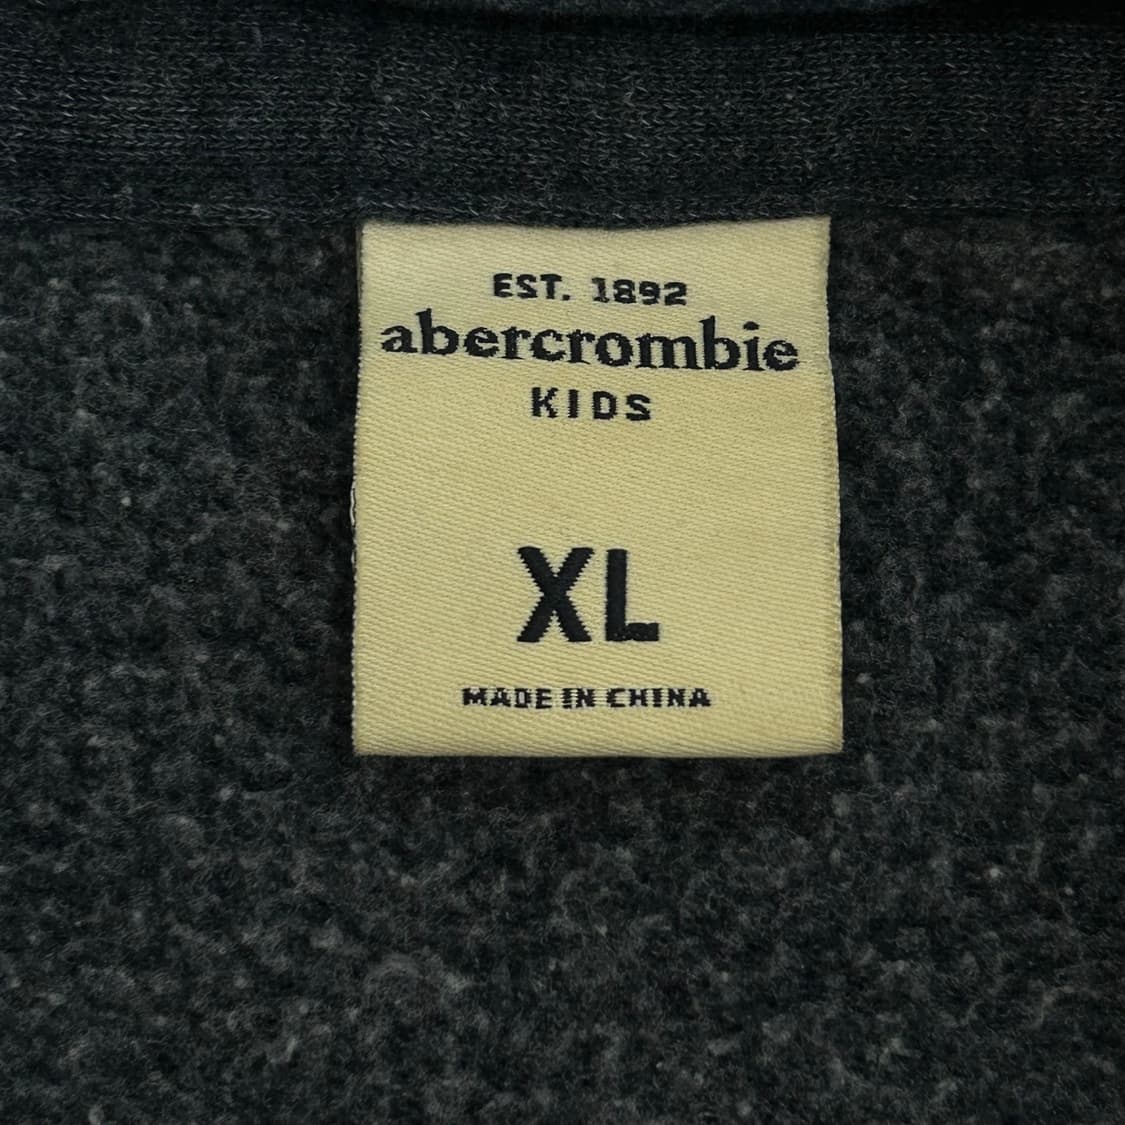 EST. 1892
abercrombie
KIDS
XL
MADE IN CHINA